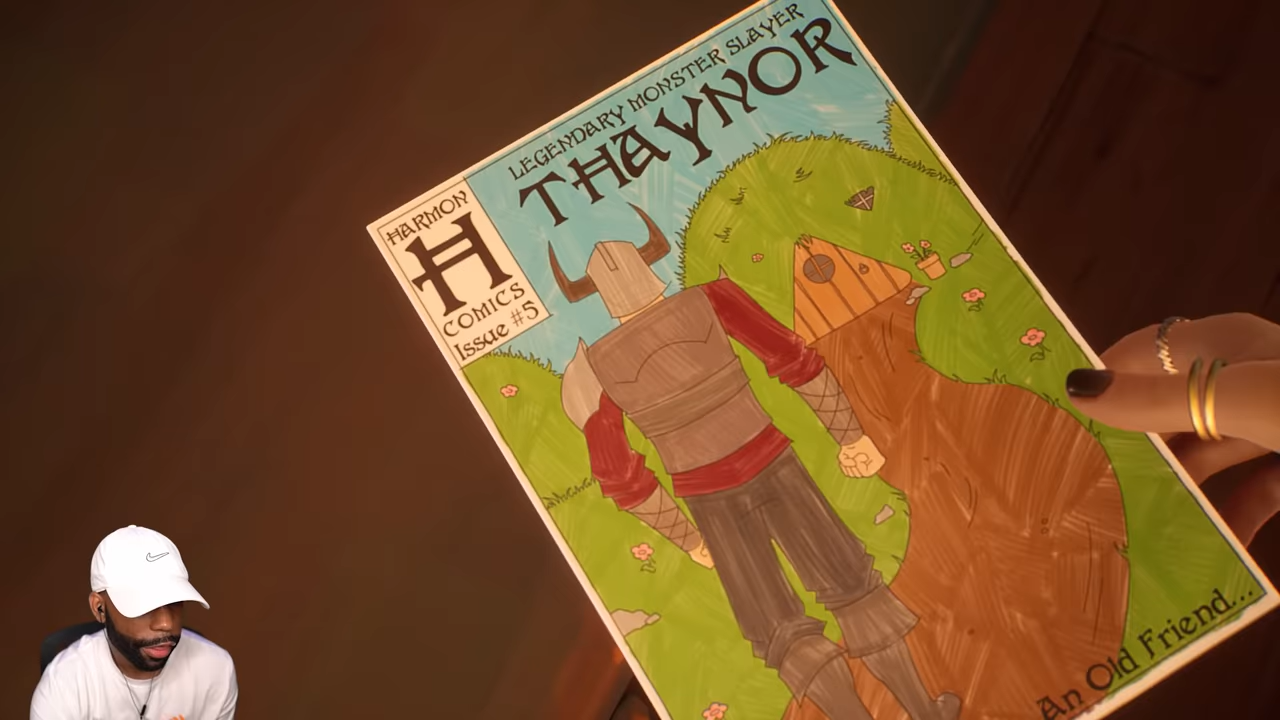 LEGENDARY MONSTER SLAYER
THAYNOR
HARMON
H
COMICS
Issue #5
An Old Friend...